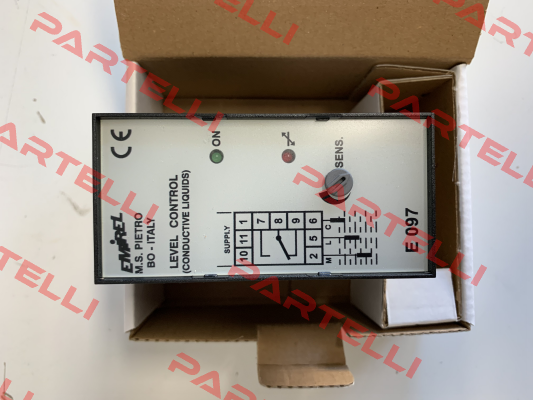 CE
EMIREL
M.S. PIETRO
BO - ITALY
LEVEL CONTROL
(CONDUCTIVE LIQUIDS)
ON
SENS.
SUPPLY
1 7 8 9 6 C
11 5 L
10 2 M
E 097
PARTELLI
PARTELLI
PARTELLI
PARTELLI
PARTELLI
PARTELLI